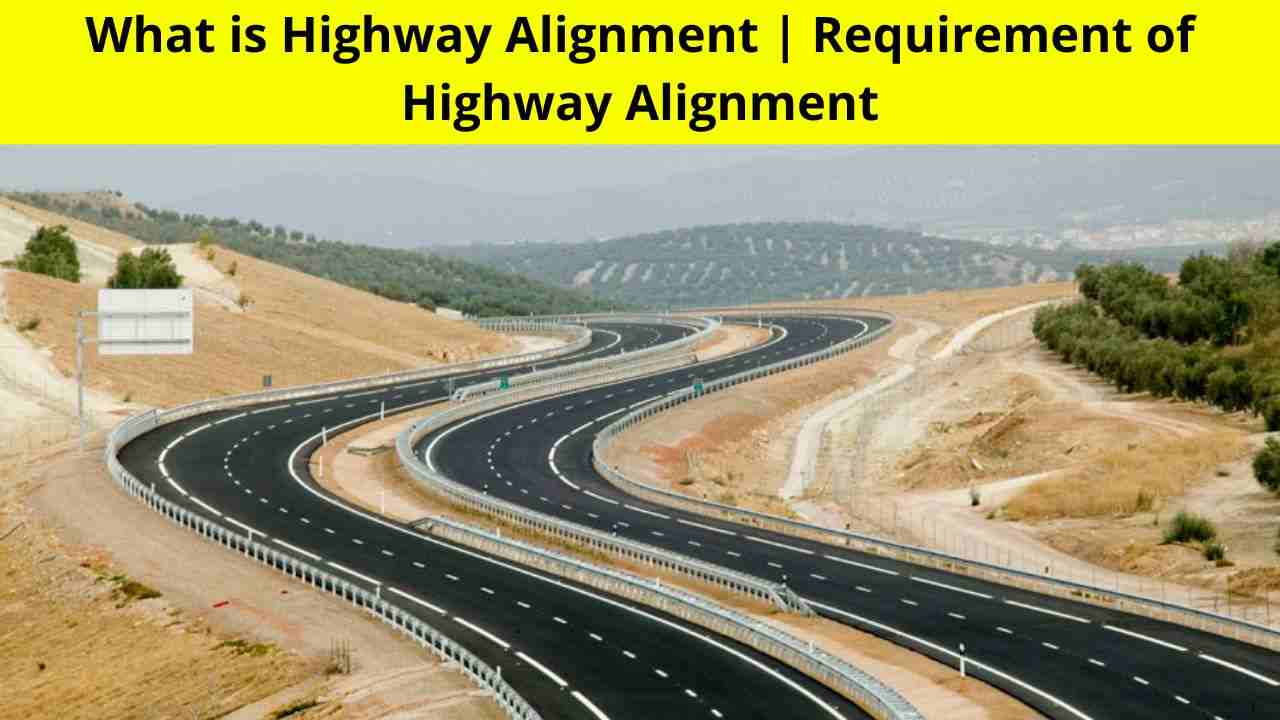 What is Highway Alignment | Requirement of
Highway Alignment